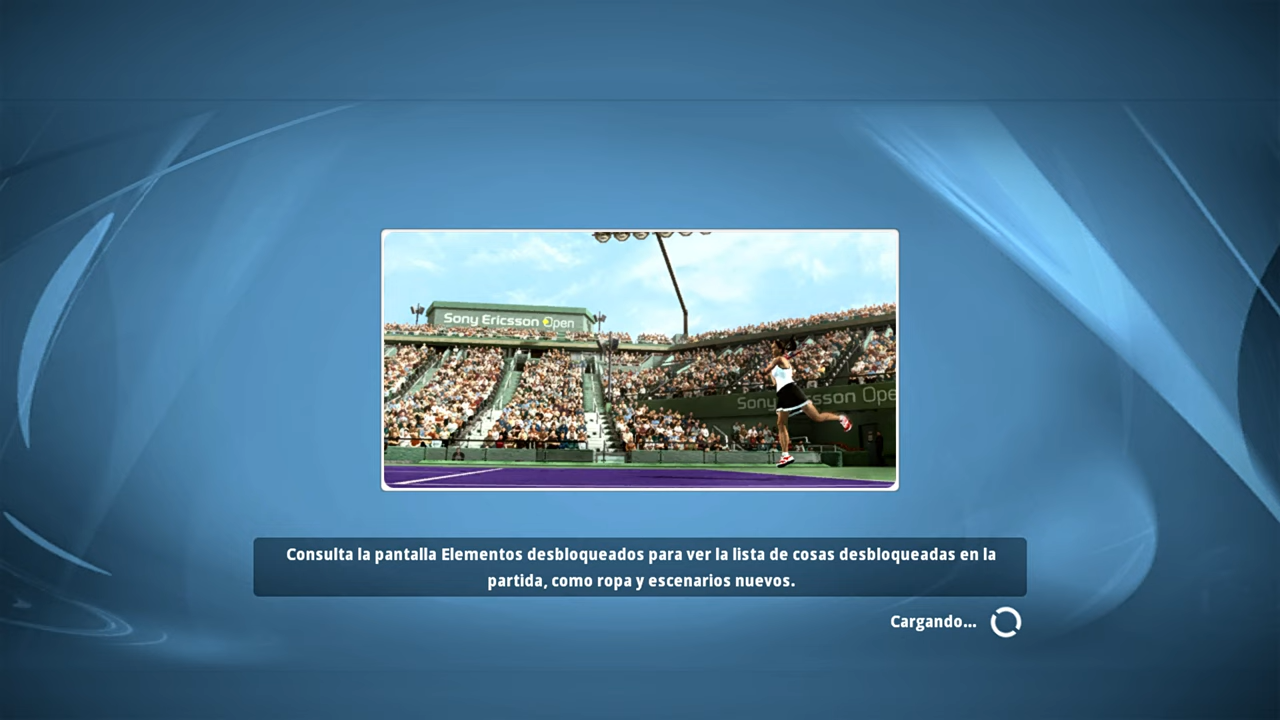 Sony Ericsson Open
Sony Ericsson Ope
Consulta la pantalla Elementos desbloqueados para ver la lista de cosas desbloqueadas en la
partida, como ropa y escenarios nuevos.
Cargando...